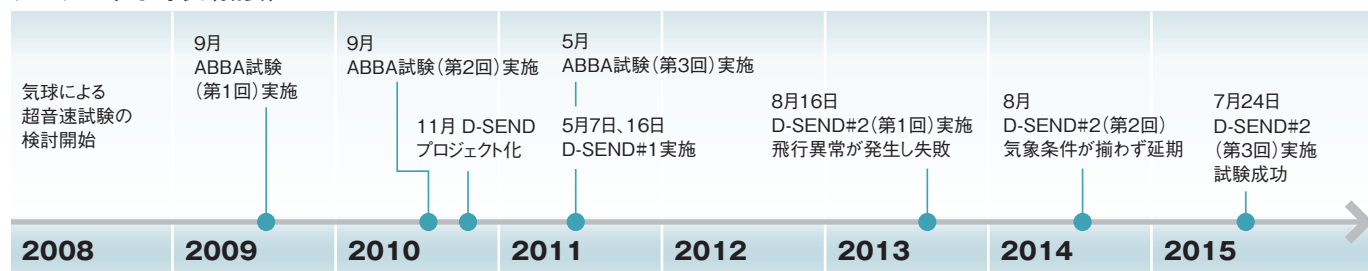 気球による
超音速試験の
検討開始
9月
ABBA試験
(第1回)実施
9月
ABBA試験(第2回)実施
11月 D-SEND
プロジェクト化
5月
ABBA試験(第3回)実施
5月7日、16日
D-SEND#1実施
8月16日
D-SEND#2(第1回)実施
飛行異常が発生し失敗
8月
D-SEND#2(第2回)
気象条件が揃わず延期
7月24日
D-SEND#2
(第3回)実施
試験成功
2008 2009 2010 2011 2012 2013 2014 2015